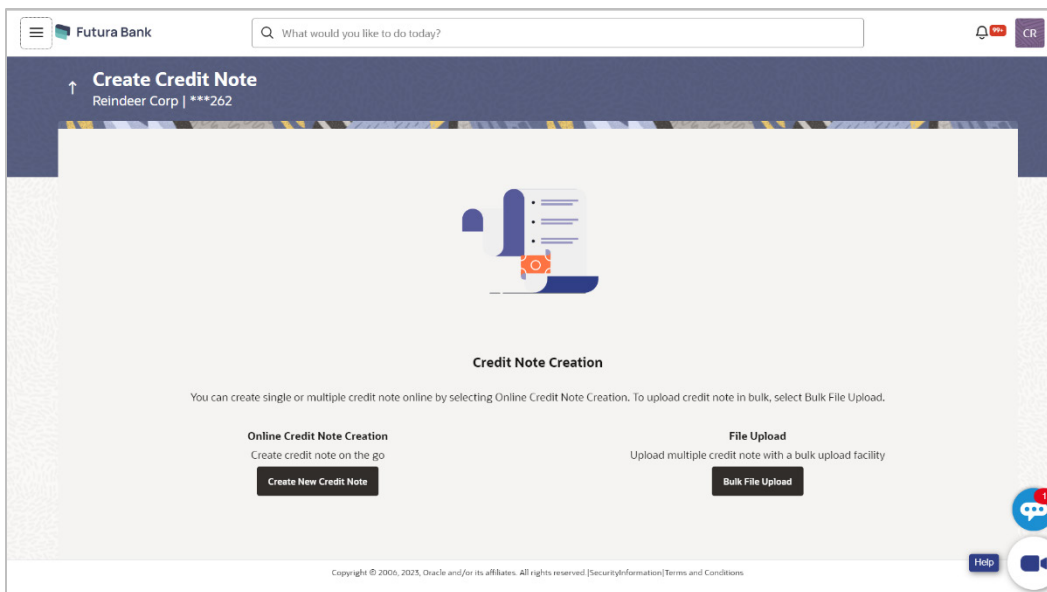 Futura Bank
What would you like to do today?
99+
CR
Create Credit Note
Reindeer Corp | ***262
Credit Note Creation
You can create single or multiple credit note online by selecting Online Credit Note Creation. To upload credit note in bulk, select Bulk File Upload.
Online Credit Note Creation
Create credit note on the go
Create New Credit Note
File Upload
Upload multiple credit note with a bulk upload facility
Bulk File Upload
1
Help
Copyright © 2006, 2023, Oracle and/or its affiliates. All rights reserved.|SecurityInformation|Terms and Conditions